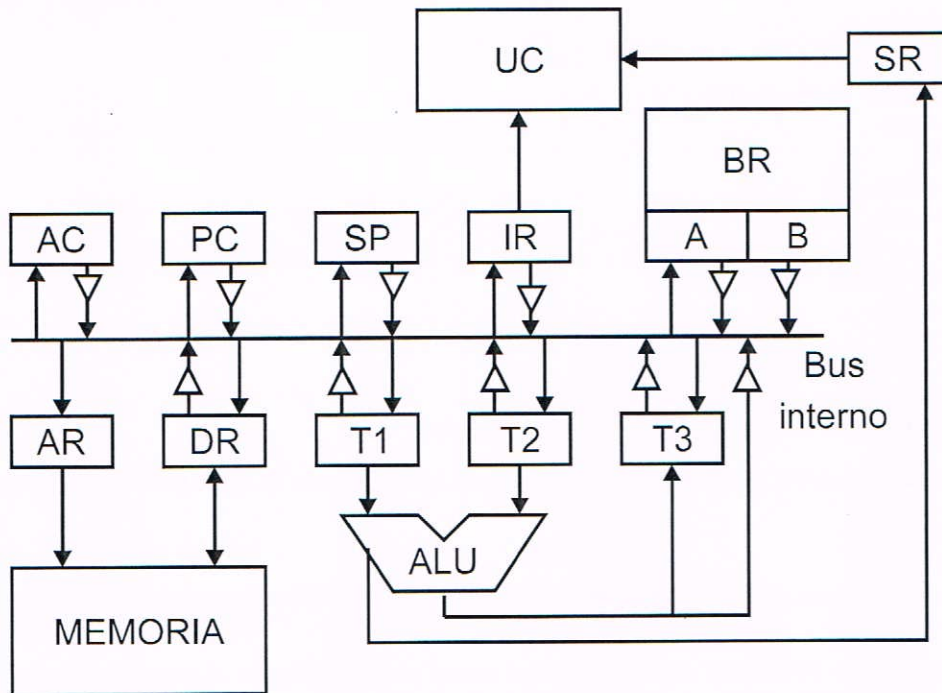 UC
SR
BR
AC
PC
SP
IR
A
B
Bus
interno
AR
DR
T1
T2
T3
ALU
MEMORIA